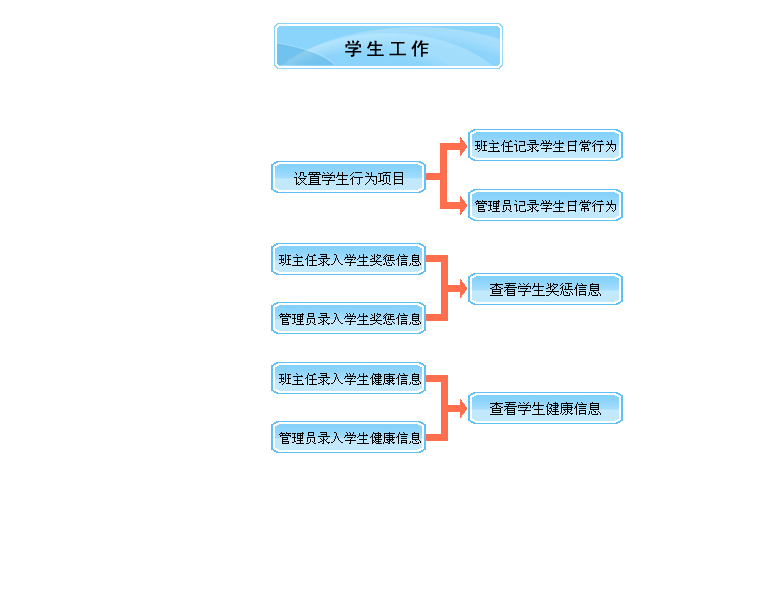 学生工作
班主任记录学生日常行为
设置学生行为项目
管理员记录学生日常行为
班主任录入学生奖惩信息
查看学生奖惩信息
管理员录入学生奖惩信息
班主任录入学生健康信息
查看学生健康信息
管理员录入学生健康信息